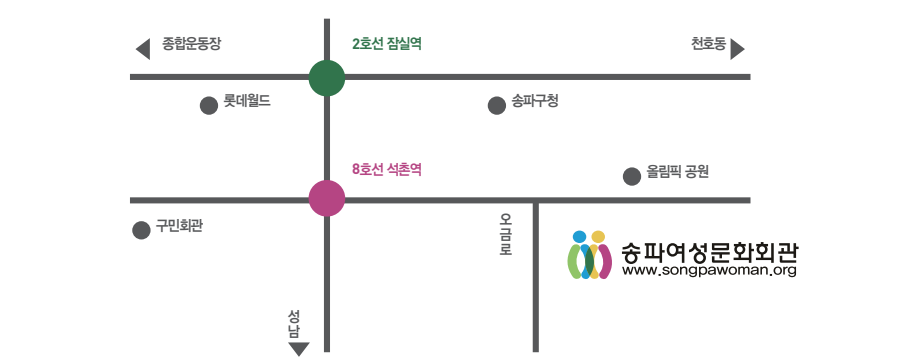 종합운동장
2호선 잠실역
천호동
롯데월드
송파구청
8호선 석촌역
올림픽 공원
구민회관
오금로
송파여성문화회관
www.songpawoman.org
성남